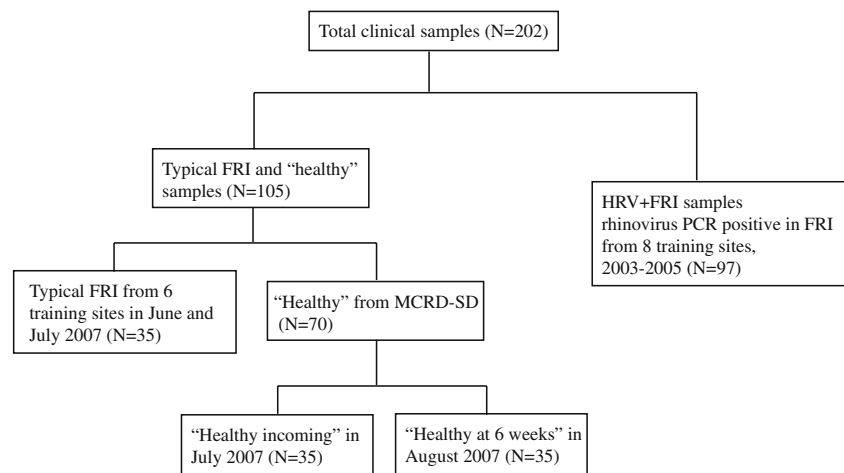 Total clinical samples (N=202)
Typical FRI and “healthy”
samples (N=105)
HRV+FRI samples
rhinovirus PCR positive in FRI
from 8 training sites,
2003-2005 (N=97)
Typical FRI from 6
training sites in June and
July 2007 (N=35)
“Healthy” from MCRD-SD
(N=70)
“Healthy incoming” in
July 2007 (N=35)
“Healthy at 6 weeks” in
August 2007 (N=35)